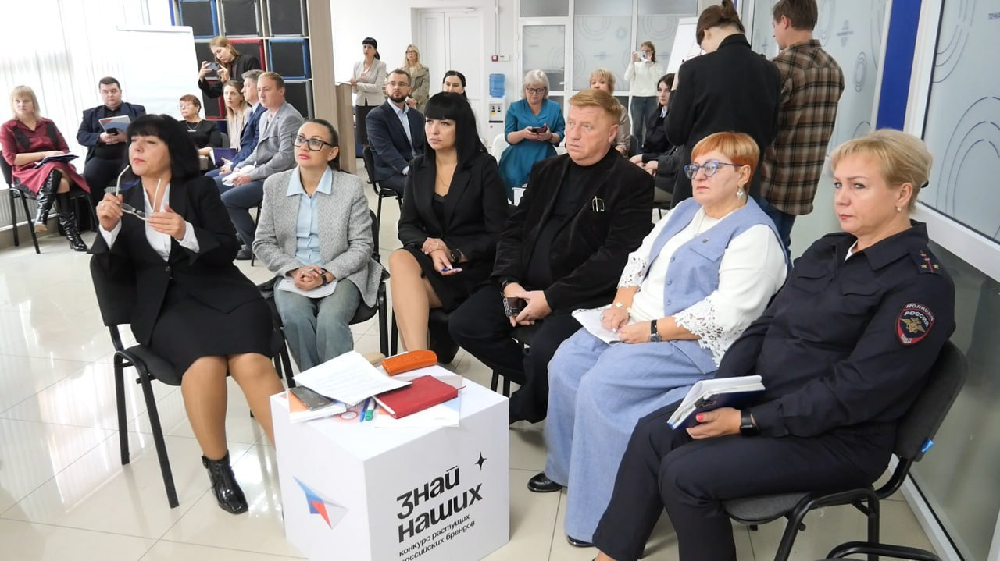 знай
наших
конкурс растущих
российских брендов
ПОЛИЦИЯ
РОССИЯ